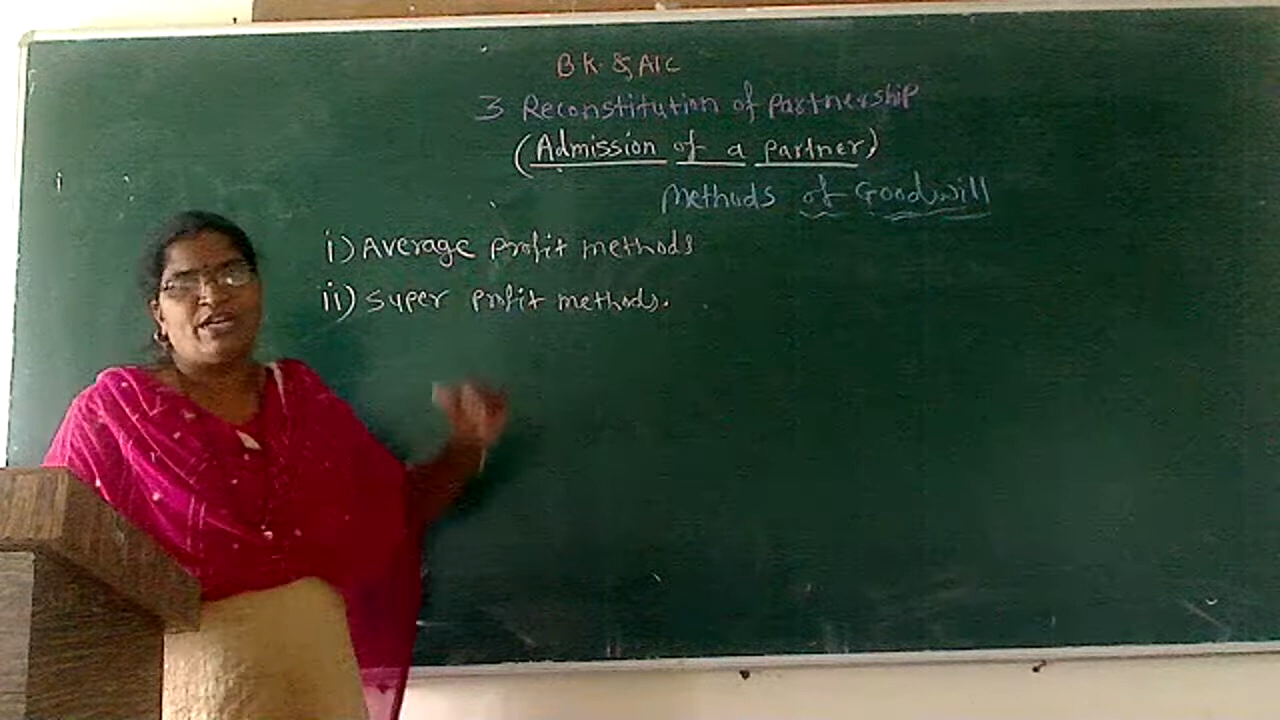 B.K. & A/C
3 Reconstitution of Partnership
(Admission of a partner)
Methods of Goodwill
i) Average profit methods
ii) Super profit methods.